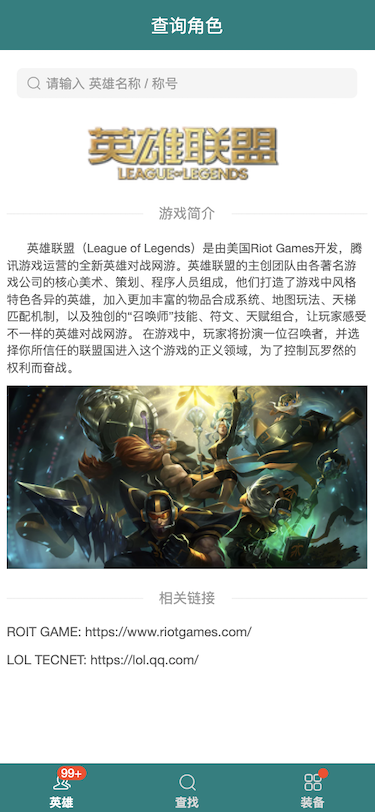 查询角色
请输入 英雄名称 / 称号
英雄联盟
LEAGUE OF LEGENDS
游戏简介
英雄联盟（League of Legends）是由美国Riot Games开发，腾
讯游戏运营的全新英雄对战网游。英雄联盟的主创团队由各著名游
戏公司的核心美术、策划、程序人员组成，他们打造了游戏中风格
特色各异的英雄，加入更加丰富的物品合成系统、地图玩法、天梯
匹配机制，以及独创的“召唤师”技能、符文、天赋组合，让玩家感受
不一样的英雄对战网游。 在游戏中，玩家将扮演一位召唤者，并选
择你所信任的联盟国进入这个游戏的正义领域，为了控制瓦罗然的
权利而奋战。
相关链接
ROIT GAME: https://www.riotgames.com/
LOL TECNET: https://lol.qq.com/
99+
英雄
查找
装备